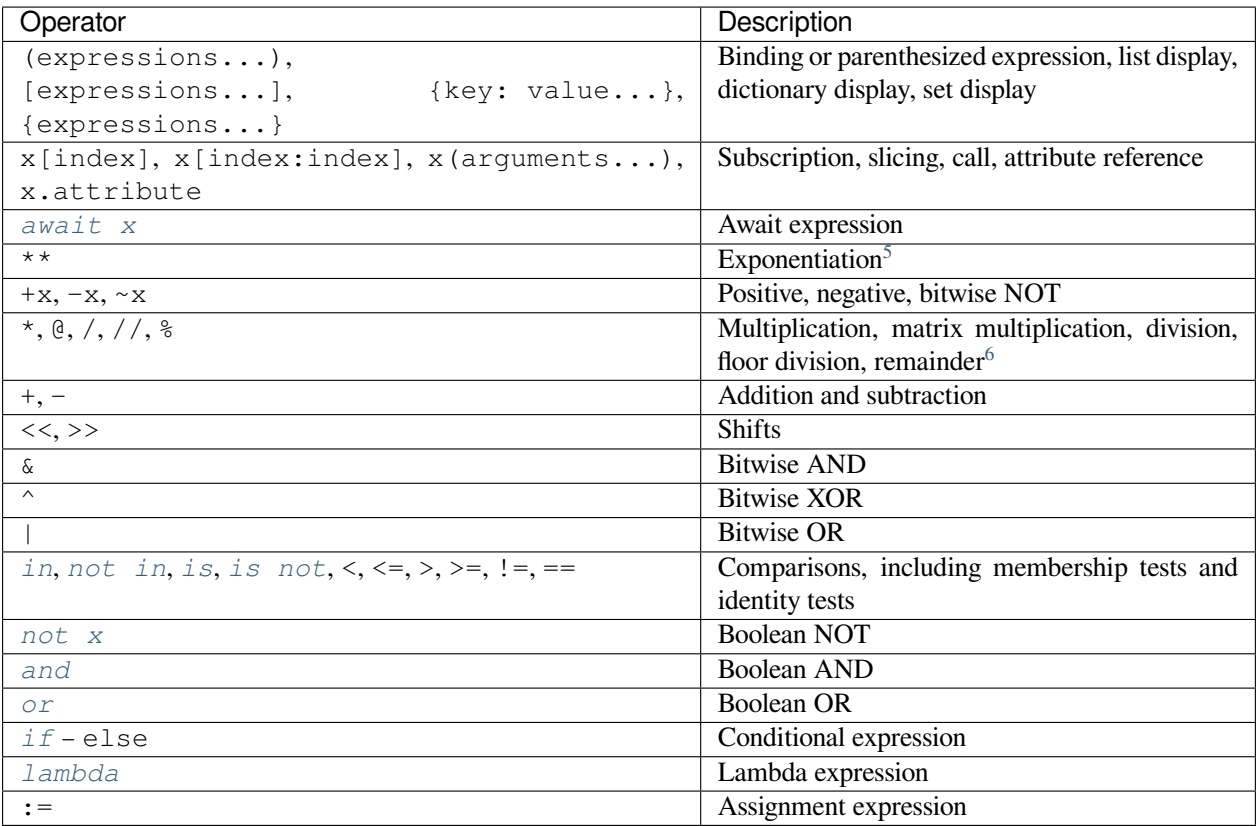 Operator Description
(expressions...), Binding or parenthesized expression, list display,
[expressions...], {key: value...}, dictionary display, set display
{expressions...}
x[index], x[index:index], x(arguments...), Subscription, slicing, call, attribute reference
x.attribute
await x Await expression
** Exponentiation5
+x, -x, ~x Positive, negative, bitwise NOT
*, @, /, //, % Multiplication, matrix multiplication, division,
floor division, remainder6
+, - Addition and subtraction
<<, >> Shifts
& Bitwise AND
^ Bitwise XOR
| Bitwise OR
in, not in, is, is not, <, <=, >, >=, !=, == Comparisons, including membership tests and
identity tests
not x Boolean NOT
and Boolean AND
or Boolean OR
if – else Conditional expression
lambda Lambda expression
:= Assignment expression